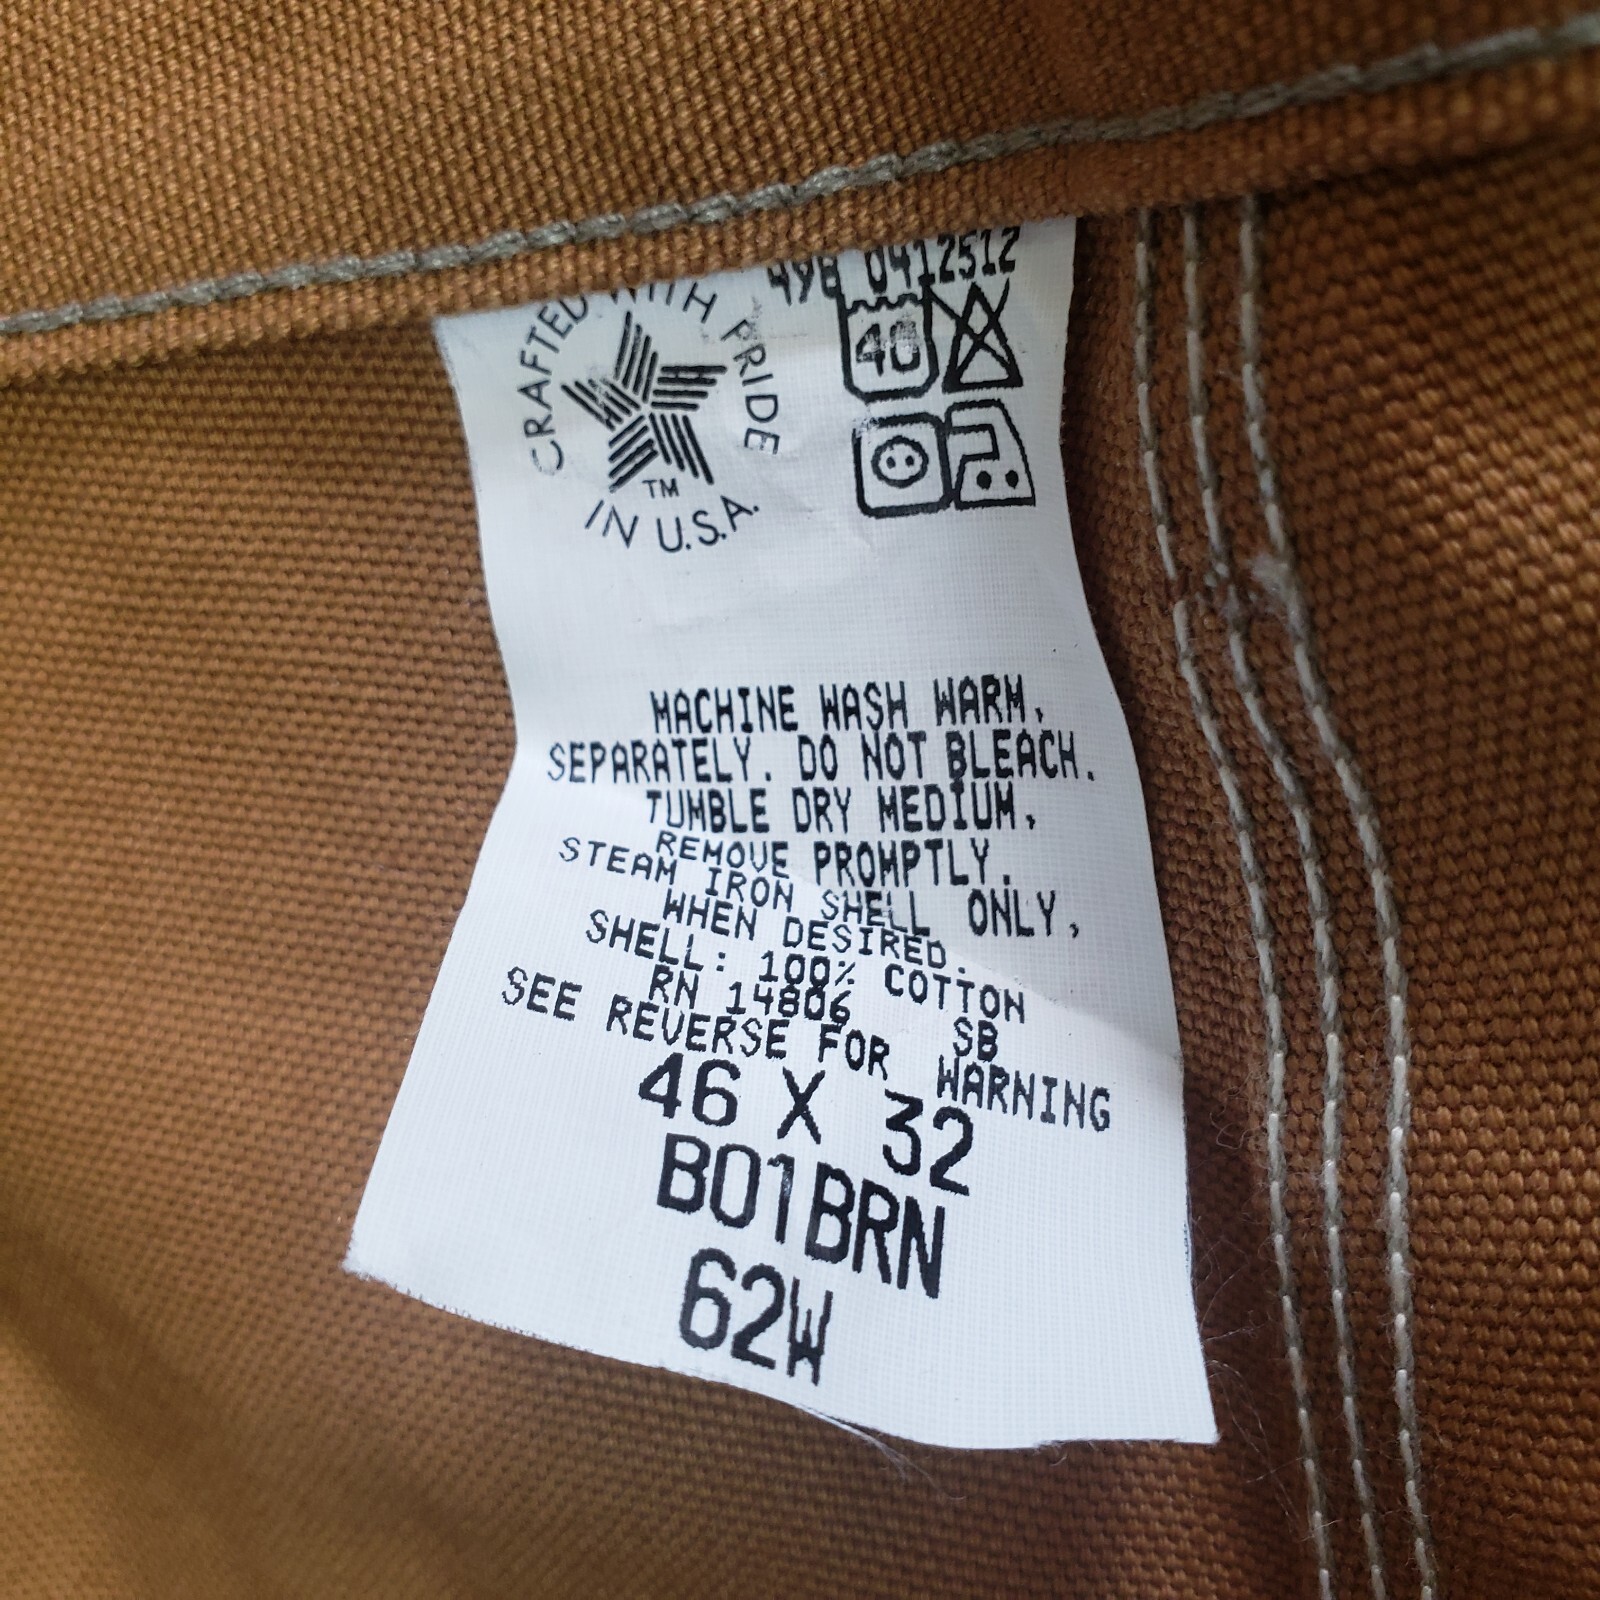 49B 0412512
CRAFTED WITH PRIDE
IN U.S.A.
TM
40
MACHINE WASH WARM,
SEPARATELY. DO NOT BLEACH.
TUMBLE DRY MEDIUM,
REMOVE PROMPTLY.
STEAM IRON SHELL ONLY,
WHEN DESIRED.
SHELL: 100% COTTON
RN 14806 SB
SEE REVERSE FOR WARNING
46 X 32
B01BRN
62W